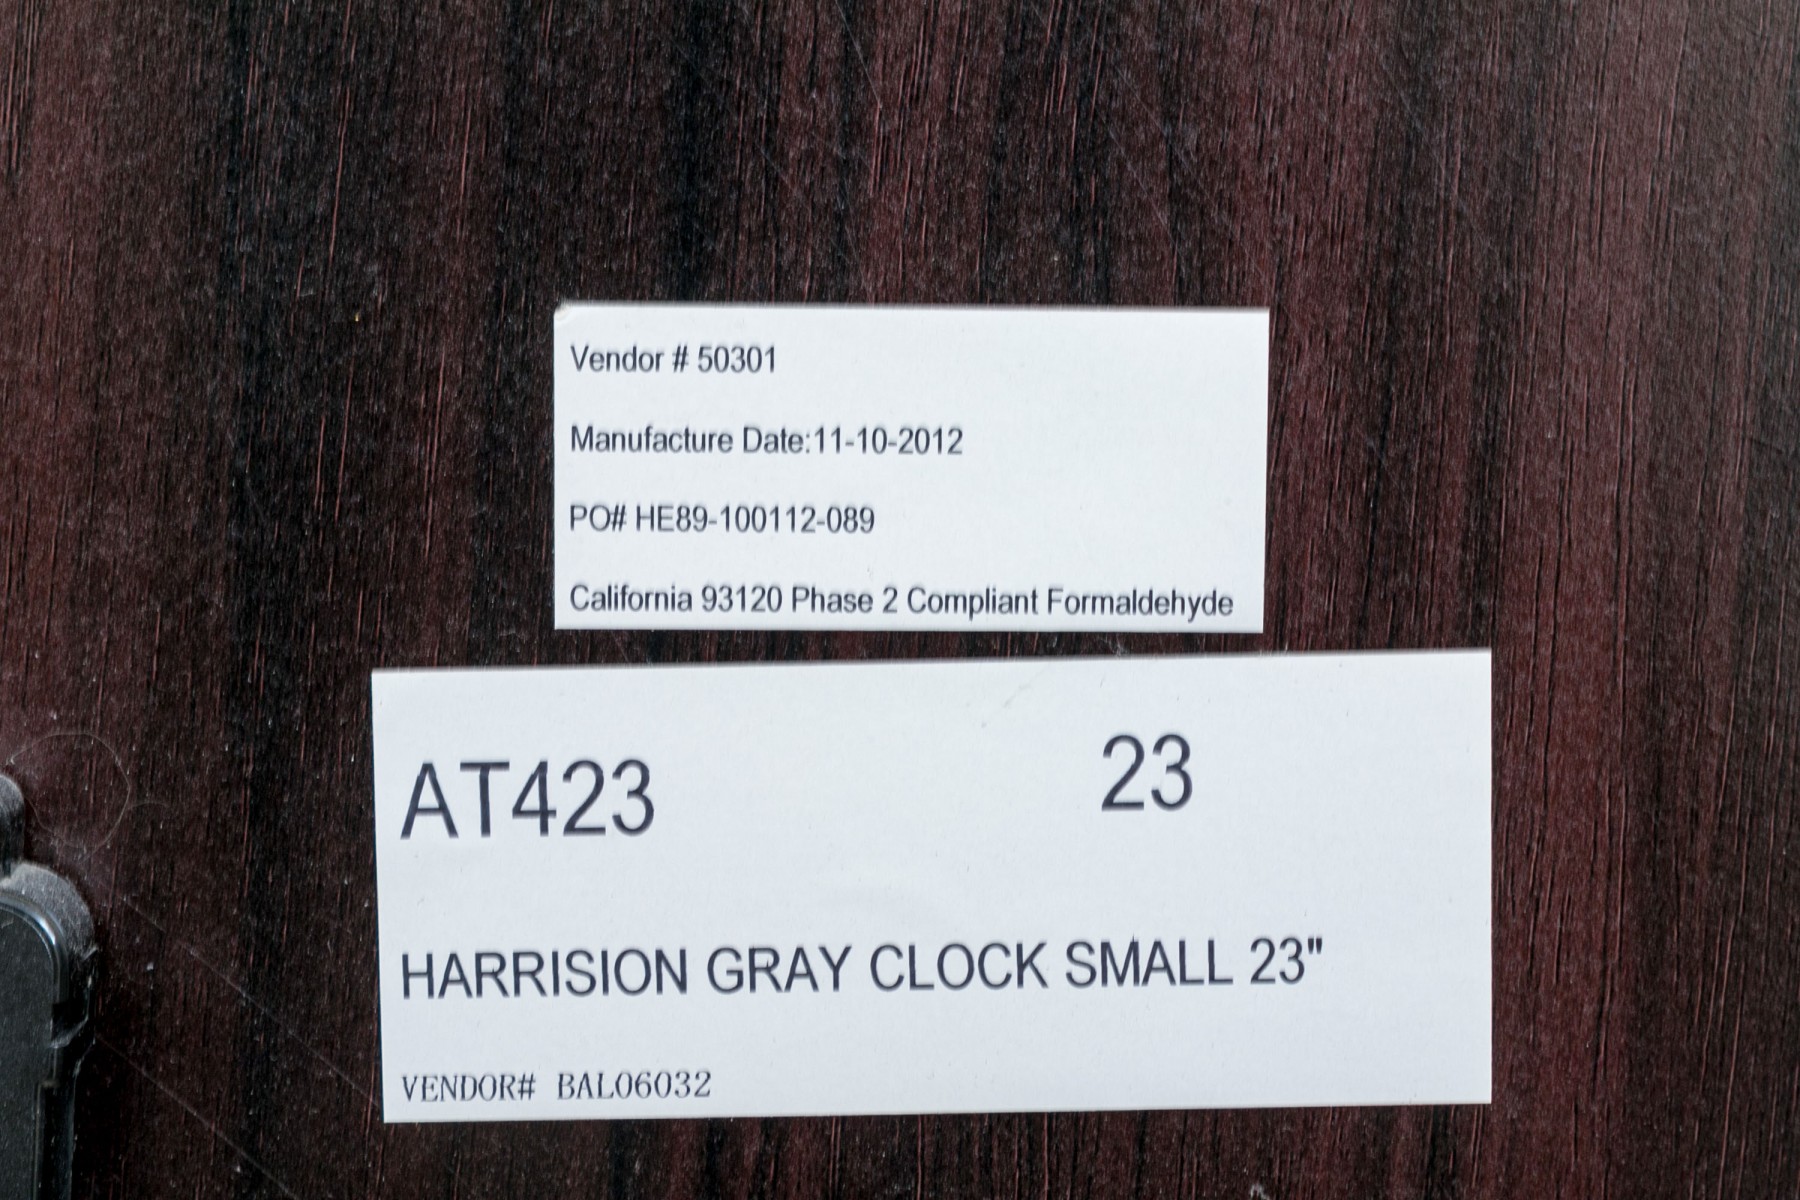 Vendor # 50301
Manufacture Date:11-10-2012
PO# HE89-100112-089
California 93120 Phase 2 Compliant Formaldehyde
AT423 23
HARRISION GRAY CLOCK SMALL 23"
VENDOR# BAL06032